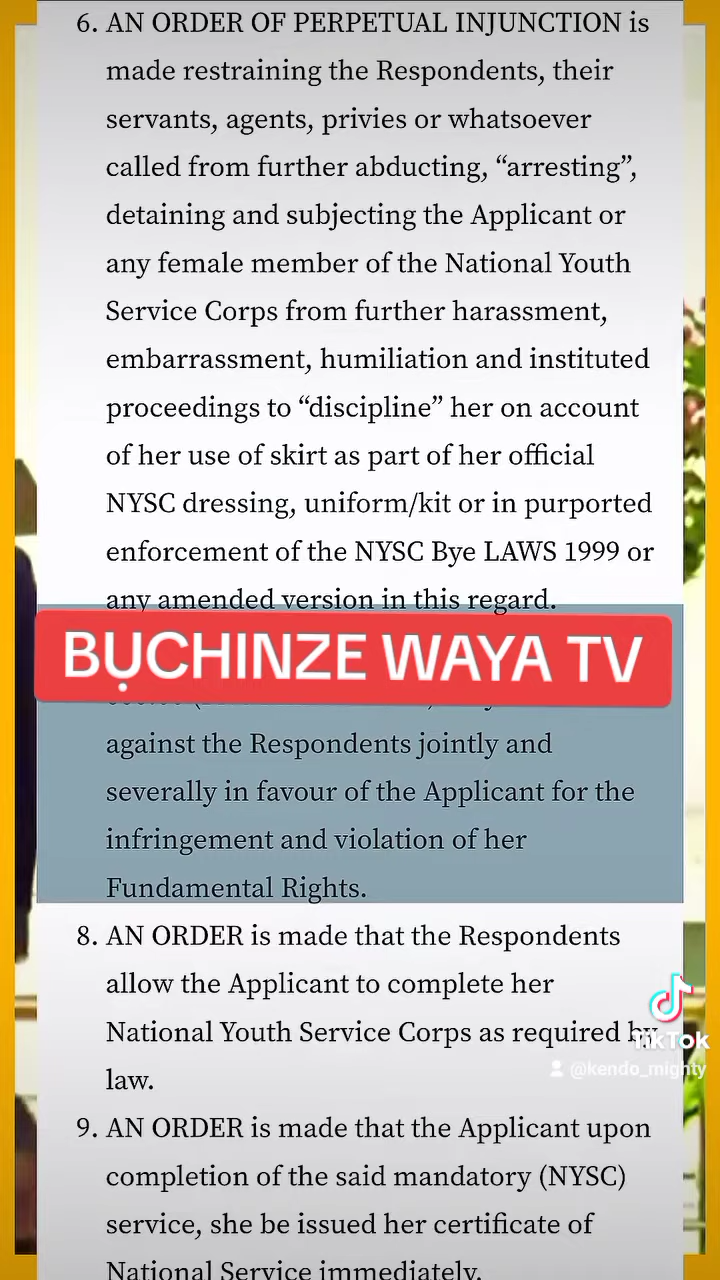 6. AN ORDER OF PERPETUAL INJUNCTION is
made restraining the Respondents, their
servants, agents, privies or whatsoever
called from further abducting, “arresting”,
detaining and subjecting the Applicant or
any female member of the National Youth
Service Corps from further harassment,
embarrassment, humiliation and instituted
proceedings to “discipline” her on account
of her use of skirt as part of her official
NYSC dressing, uniform/kit or in purported
enforcement of the NYSC Bye LAWS 1999 or
any amended version in this regard.
BỤCHINZE WAYA TV
against the Respondents jointly and
severally in favour of the Applicant for the
infringement and violation of her
Fundamental Rights.
8. AN ORDER is made that the Respondents
allow the Applicant to complete her
National Youth Service Corps as required by
law.
TikTok
@kendo_mighty
9. AN ORDER is made that the Applicant upon
completion of the said mandatory (NYSC)
service, she be issued her certificate of
National Service immediately.